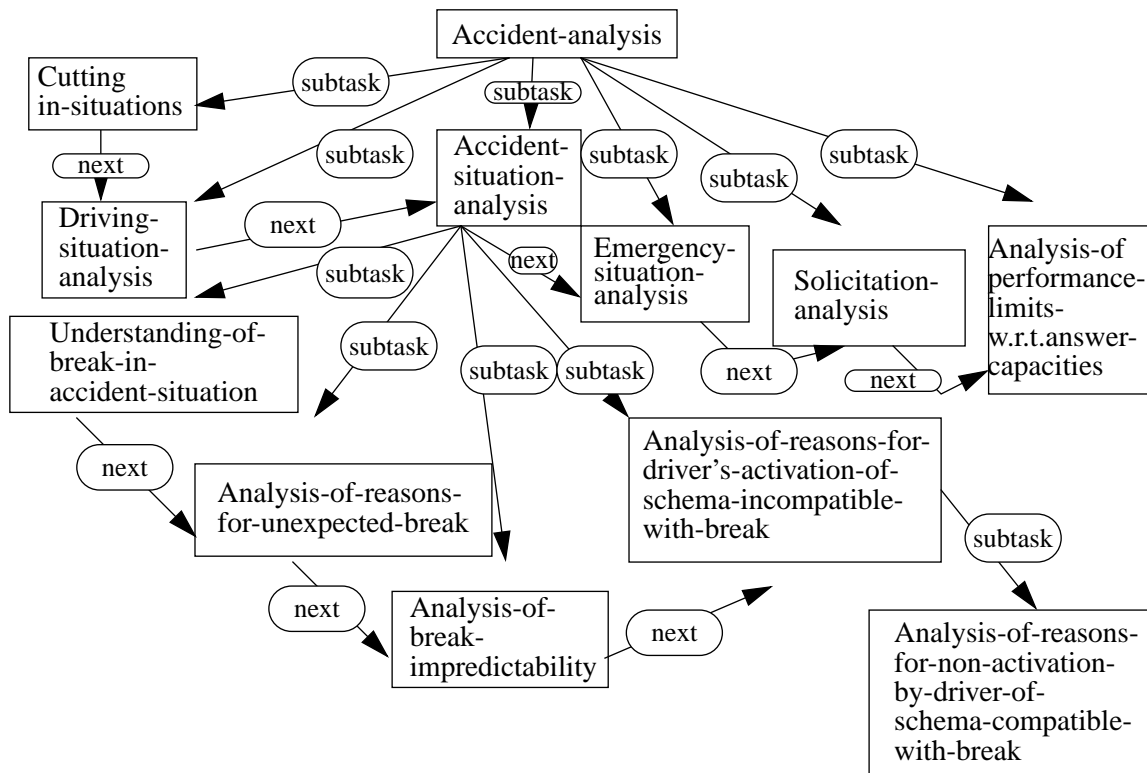 Accident-analysis
Cutting
in-situations
subtask
subtask
subtask
subtask
subtask
subtask
next
Accident-
situation-
analysis
Driving-
situation-
analysis
next
subtask
next
Emergency-
situation-
analysis
Solicitation-
analysis
Analysis-of
performance-
limits-
w.r.t.answer-
capacities
Understanding-of-
break-in-
accident-situation
subtask
subtask
subtask
next
next
next
Analysis-of-reasons-
for-unexpected-break
Analysis-of-reasons-for-
driver's-activation-of-
schema-incompatible-
with-break
subtask
next
Analysis-of-
break-
impredictability
next
Analysis-of-reasons-
for-non-activation-
by-driver-of-
schema-compatible-
with-break